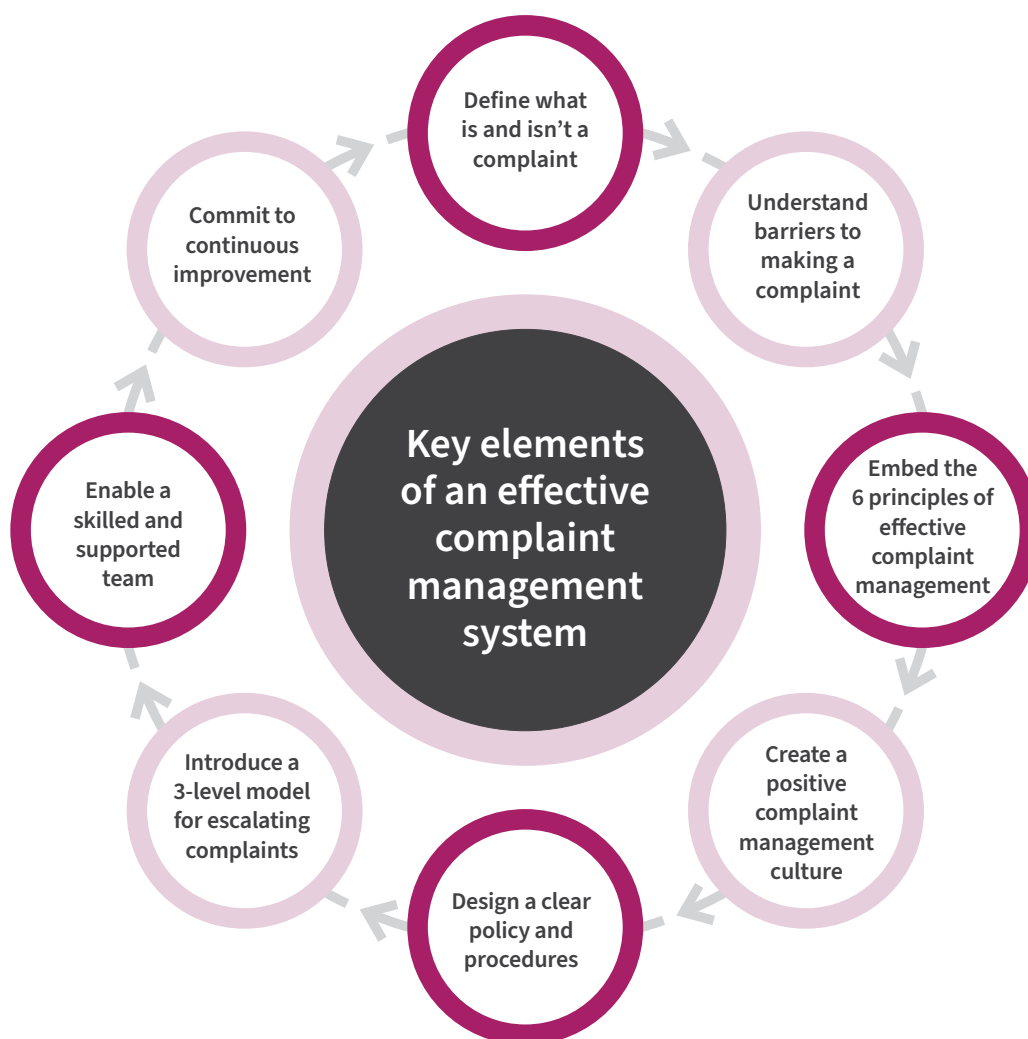 Define what
is and isn’t a
complaint
Understand
barriers to
making a
complaint
Embed the
6 principles of
effective
complaint
management
Create a
positive
complaint
management
culture
Design a clear
policy and
procedures
Introduce a
3-level model
for escalating
complaints
Enable a
skilled and
supported
team
Commit to
continuous
improvement
Key elements
of an effective
complaint
management
system